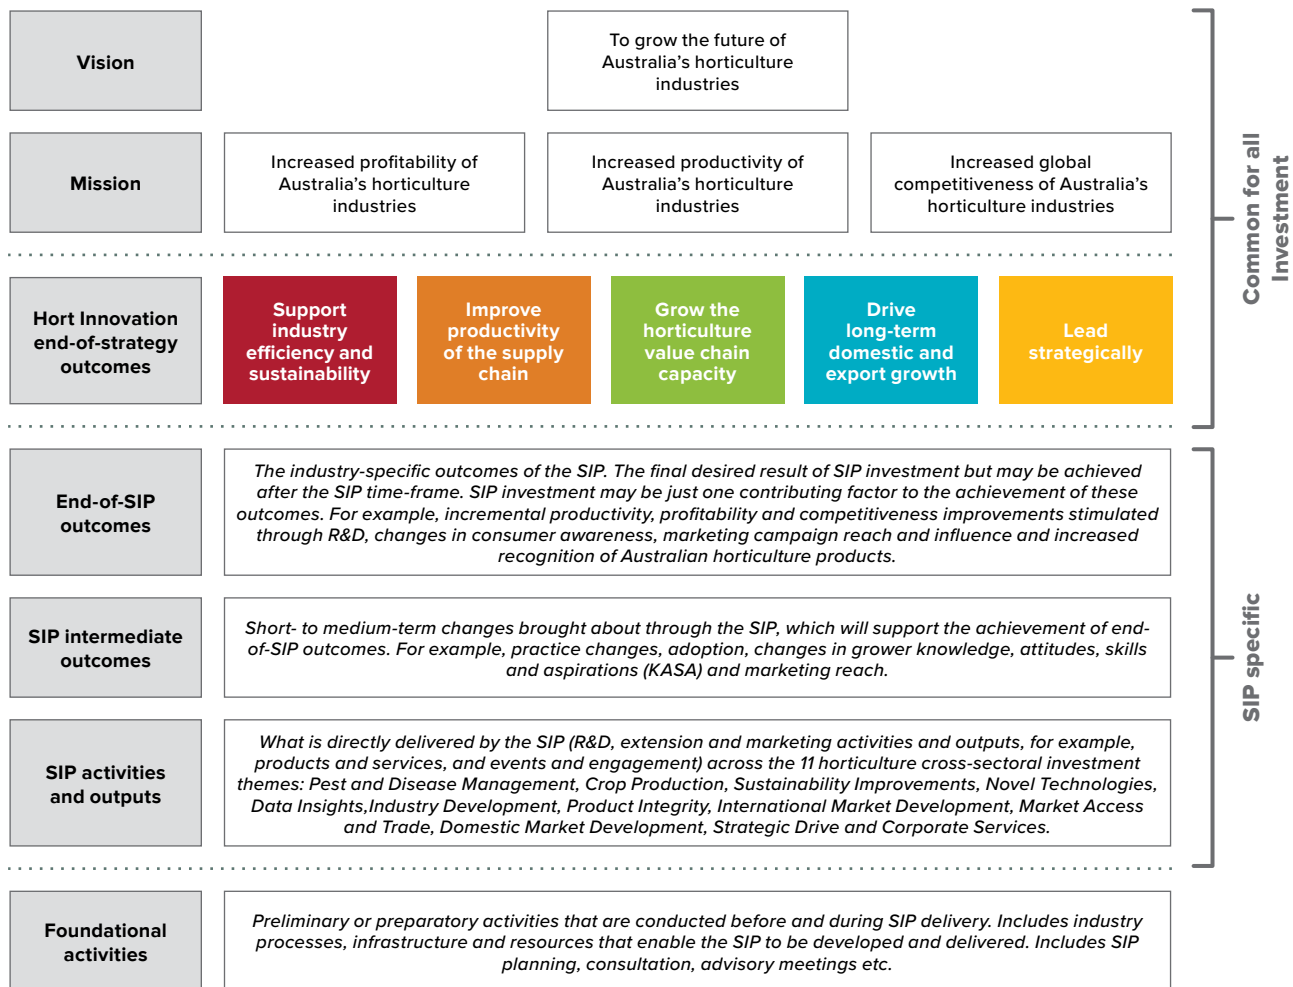 Vision
To grow the future of
Australia’s horticulture
industries
Mission
Increased profitability of
Australia’s horticulture
industries
Increased productivity of
Australia’s horticulture
industries
Increased global
competitiveness of Australia’s
horticulture industries
Common for all
Investment
Hort Innovation
end-of-strategy
outcomes
Support
industry
efficiency and
sustainability
Improve
productivity
of the supply
chain
Grow the
horticulture
value chain
capacity
Drive
long-term
domestic and
export growth
Lead
strategically
End-of-SIP
outcomes
The industry-specific outcomes of the SIP. The final desired result of SIP investment but may be achieved
after the SIP time-frame. SIP investment may be just one contributing factor to the achievement of these
outcomes. For example, incremental productivity, profitability and competitiveness improvements stimulated
through R&D, changes in consumer awareness, marketing campaign reach and influence and increased
recognition of Australian horticulture products.
SIP intermediate
outcomes
Short- to medium-term changes brought about through the SIP, which will support the achievement of end-
of-SIP outcomes. For example, practice changes, adoption, changes in grower knowledge, attitudes, skills
and aspirations (KASA) and marketing reach.
SIP specific
SIP activities
and outputs
What is directly delivered by the SIP (R&D, extension and marketing activities and outputs, for example,
products and services, and events and engagement) across the 11 horticulture cross-sectoral investment
themes: Pest and Disease Management, Crop Production, Sustainability Improvements, Novel Technologies,
Data Insights,Industry Development, Product Integrity, International Market Development, Market Access
and Trade, Domestic Market Development, Strategic Drive and Corporate Services.
Foundational
activities
Preliminary or preparatory activities that are conducted before and during SIP delivery. Includes industry
processes, infrastructure and resources that enable the SIP to be developed and delivered. Includes SIP
planning, consultation, advisory meetings etc.